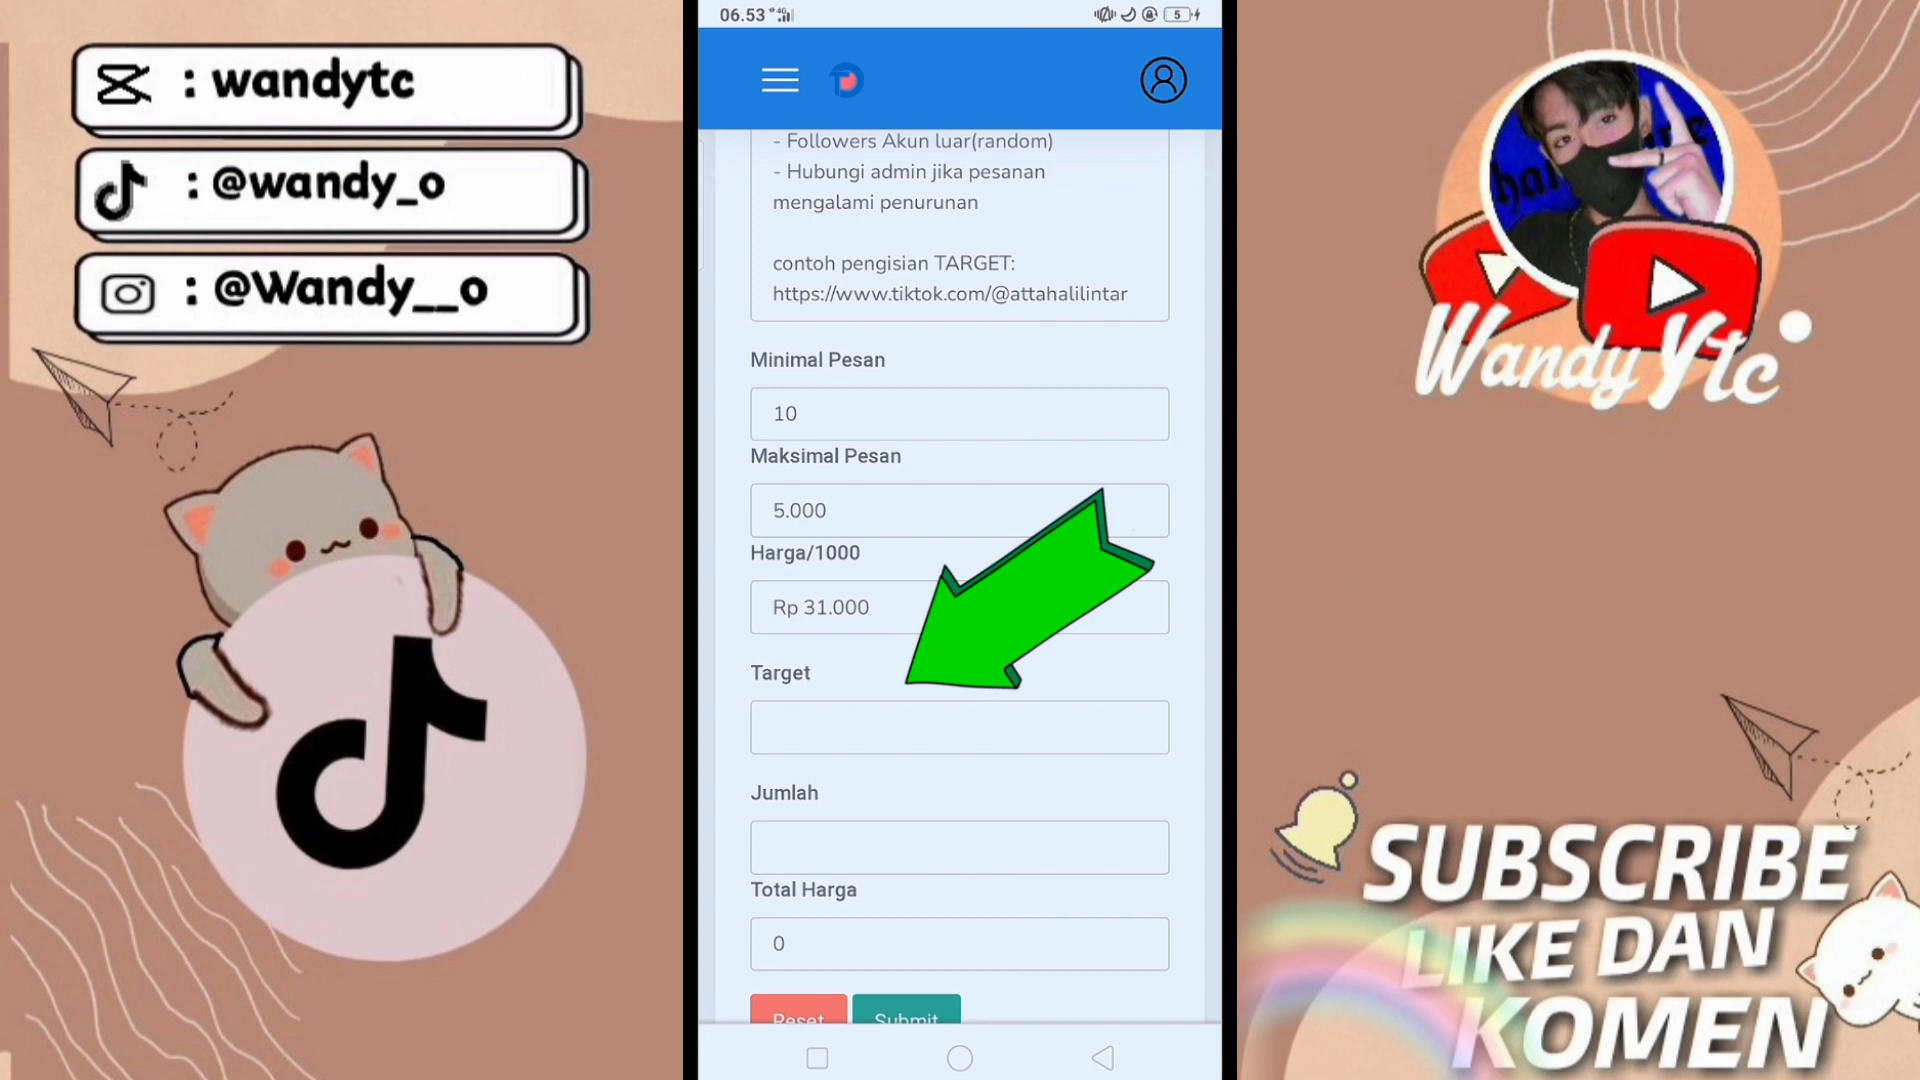 : wandytc
: @wandy_o
: @Wandy__o
06.53
4G
5
- Followers Akun luar(random)
- Hubungi admin jika pesanan
mengalami penurunan
contoh pengisian TARGET:
https://www.tiktok.com/@attahalilintar
Minimal Pesan
10
Maksimal Pesan
5.000
Harga/1000
Rp 31.000
Target
Jumlah
Total Harga
0
Reset
Submit
Wandy Ytc
SUBSCRIBE
LIKE DAN
KOMEN